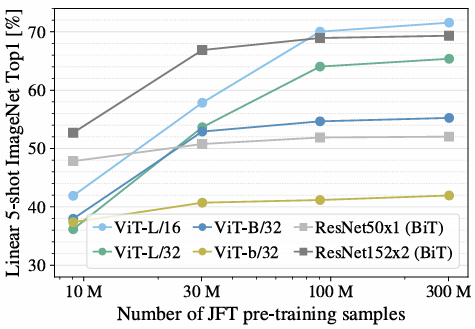 Linear 5-shot ImageNet Top1 [%]
70
60
50
40
30
ViT-L/16 ViT-B/32 ResNet50x1 (BiT)
ViT-L/32 ViT-b/32 ResNet152x2 (BiT)
10 M 30 M 100 M 300 M
Number of JFT pre-training samples